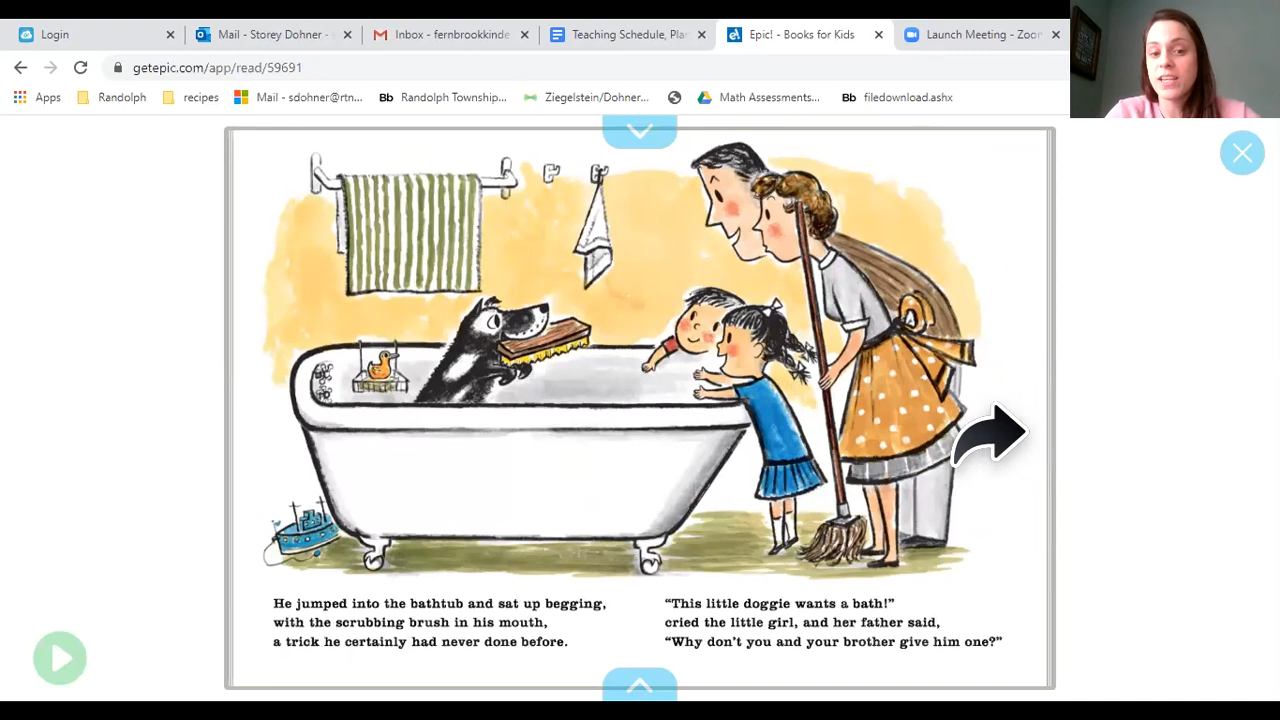 Login
Mail - Storey Dohner -
Inbox - fernbrookkinde
Teaching Schedule, Pla
Epic! - Books for Kids
Launch Meeting - Zoo
getepic.com/app/read/59691
Apps
Randolph
recipes
Mail - sdohner@rtn...
Bb Randolph Township...
Ziegelstein/Dohner...
Math Assessments...
Bb filedownload.ashx
He jumped into the bathtub and sat up begging,
with the scrubbing brush in his mouth,
a trick he certainly had never done before.
“This little doggie wants a bath!”
cried the little girl, and her father said,
“Why don’t you and your brother give him one?”